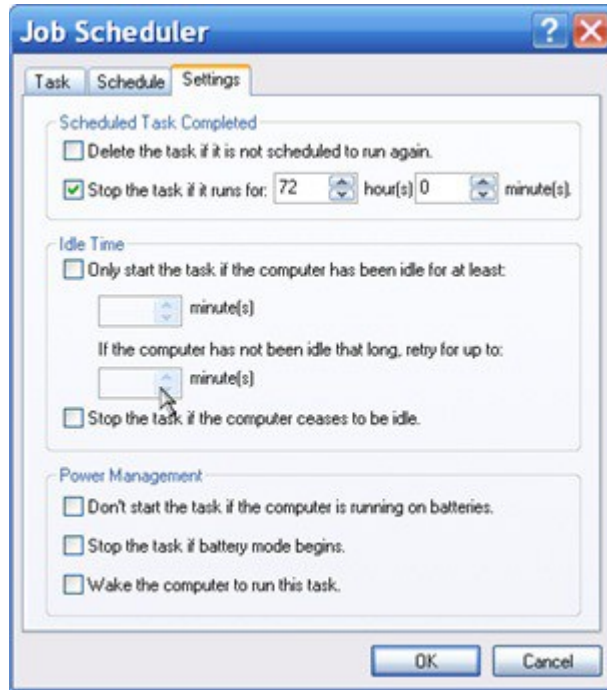 Job Scheduler
Task Schedule Settings
Scheduled Task Completed
Delete the task if it is not scheduled to run again.
Stop the task if it runs for: 72 hour(s) 0 minute(s).
Idle Time
Only start the task if the computer has been idle for at least:
minute(s)
If the computer has not been idle that long, retry for up to:
minute(s)
Stop the task if the computer ceases to be idle.
Power Management
Don't start the task if the computer is running on batteries.
Stop the task if battery mode begins.
Wake the computer to run this task.
OK Cancel